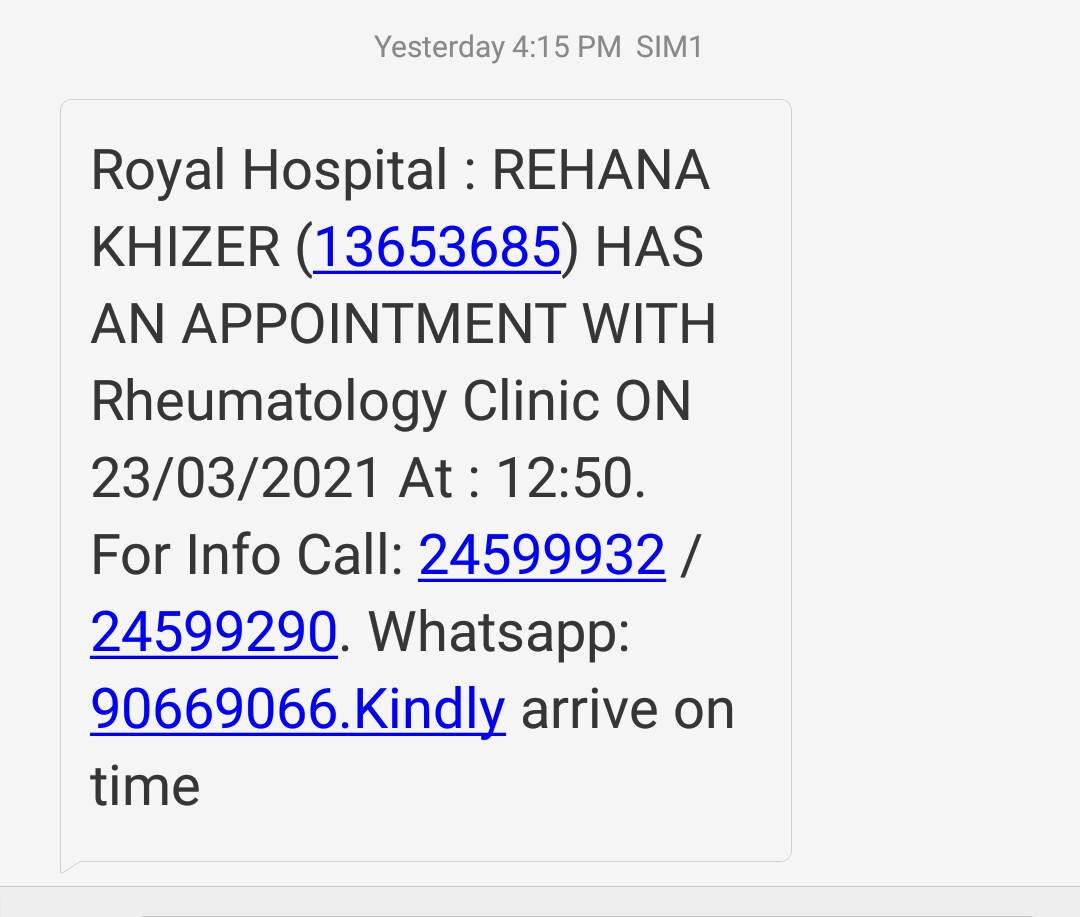 Yesterday 4:15 PM SIM1
Royal Hospital : REHANA
KHIZER (13653685) HAS
AN APPOINTMENT WITH
Rheumatology Clinic ON
23/03/2021 At : 12:50.
For Info Call: 24599932 /
24599290. Whatsapp:
90669066.Kindly arrive on
time